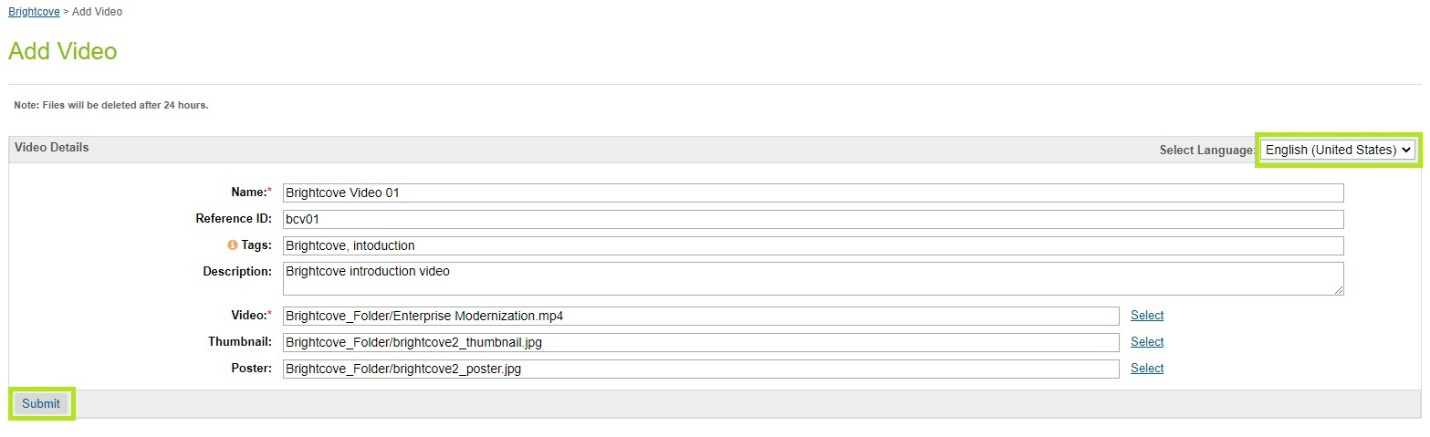 Brightcove > Add Video
Add Video
Note: Files will be deleted after 24 hours.
Video Details
Select Language: English (United States)
Name:* Brightcove Video 01
Reference ID: bcv01
Tags: Brightcove, intoduction
Description: Brightcove introduction video
Video:* Brightcove_Folder/Enterprise Modernization.mp4 Select
Thumbnail: Brightcove_Folder/brightcove2_thumbnail.jpg Select
Poster: Brightcove_Folder/brightcove2_poster.jpg Select
Submit